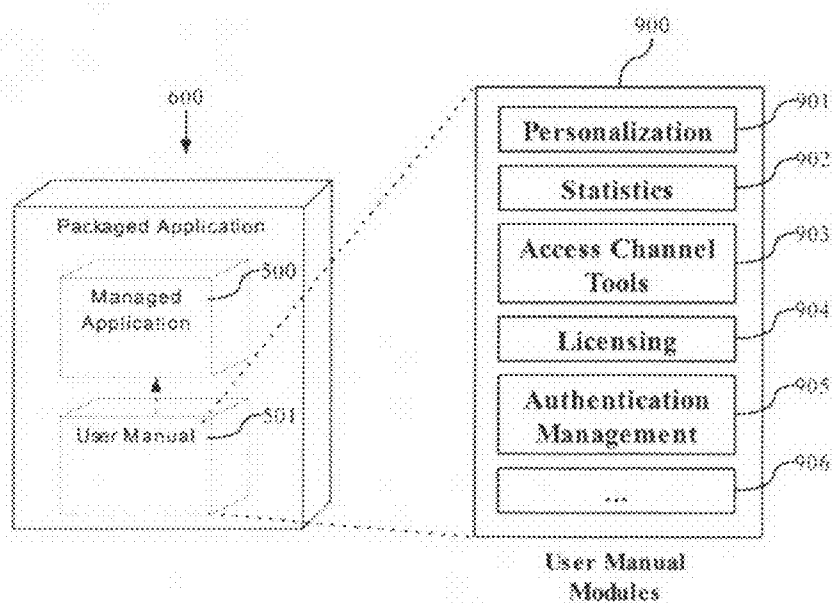 900
600
901
Personalization
902
Statistics
903
Packaged Application
Access Channel
Tools
500
Managed
Application
904
Licensing
905
Authentication
Management
User Manual
501
906
...
User Manual
Modules